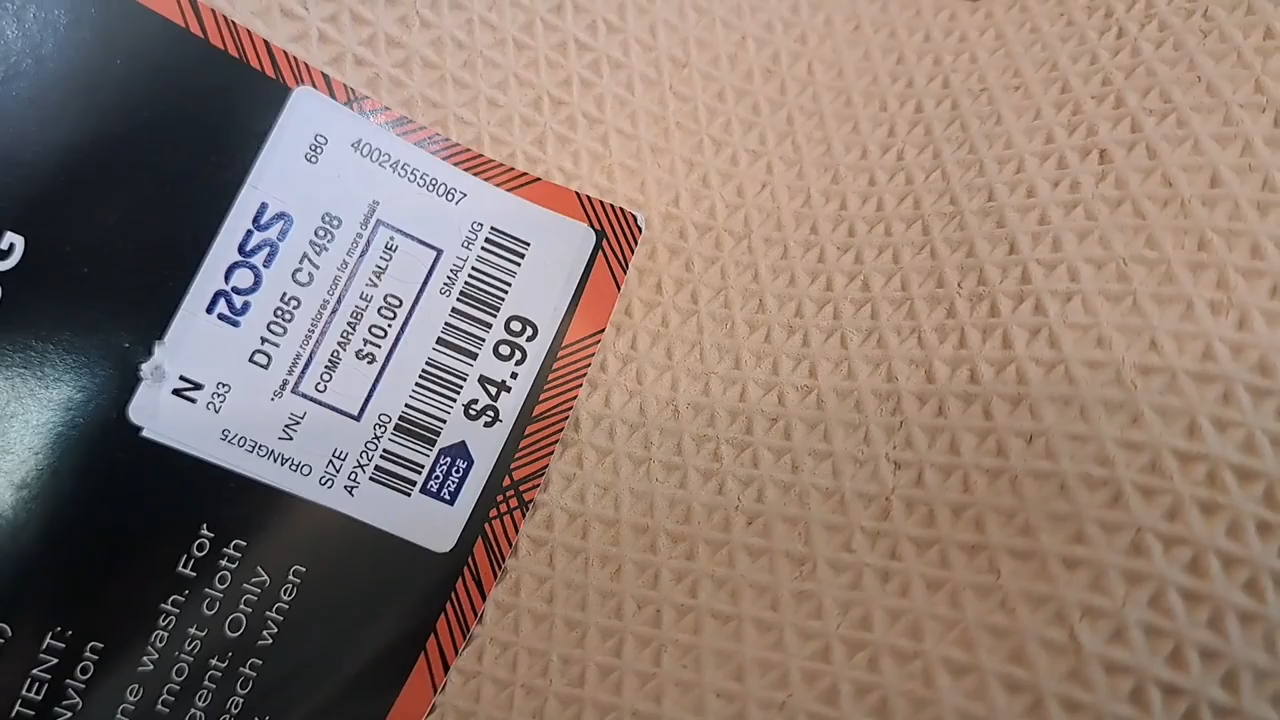 680
400245558067
ROSS
D1085 C7498
*See www.rossstores.com for more details
COMPARABLE VALUE*
$10.00
SMALL RUG
$4.99
ROSS
PRICE
N
233
ORANGE075
VNL
SIZE
APX20x30
G
TENT:
Nylon
ne wash. For
moist cloth
gent. Only
each when